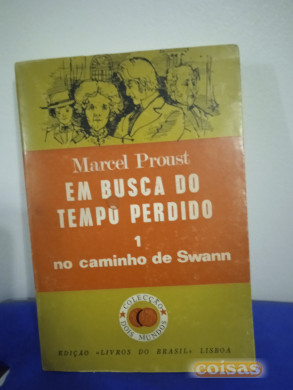 Marcel Proust
EM BUSCA DO
TEMPO PERDIDO
1
no caminho de Swann
COLECÇÃO
DOIS MUNDOS
EDIÇÃO «LIVROS DO BRASIL» LISBOA
coisas